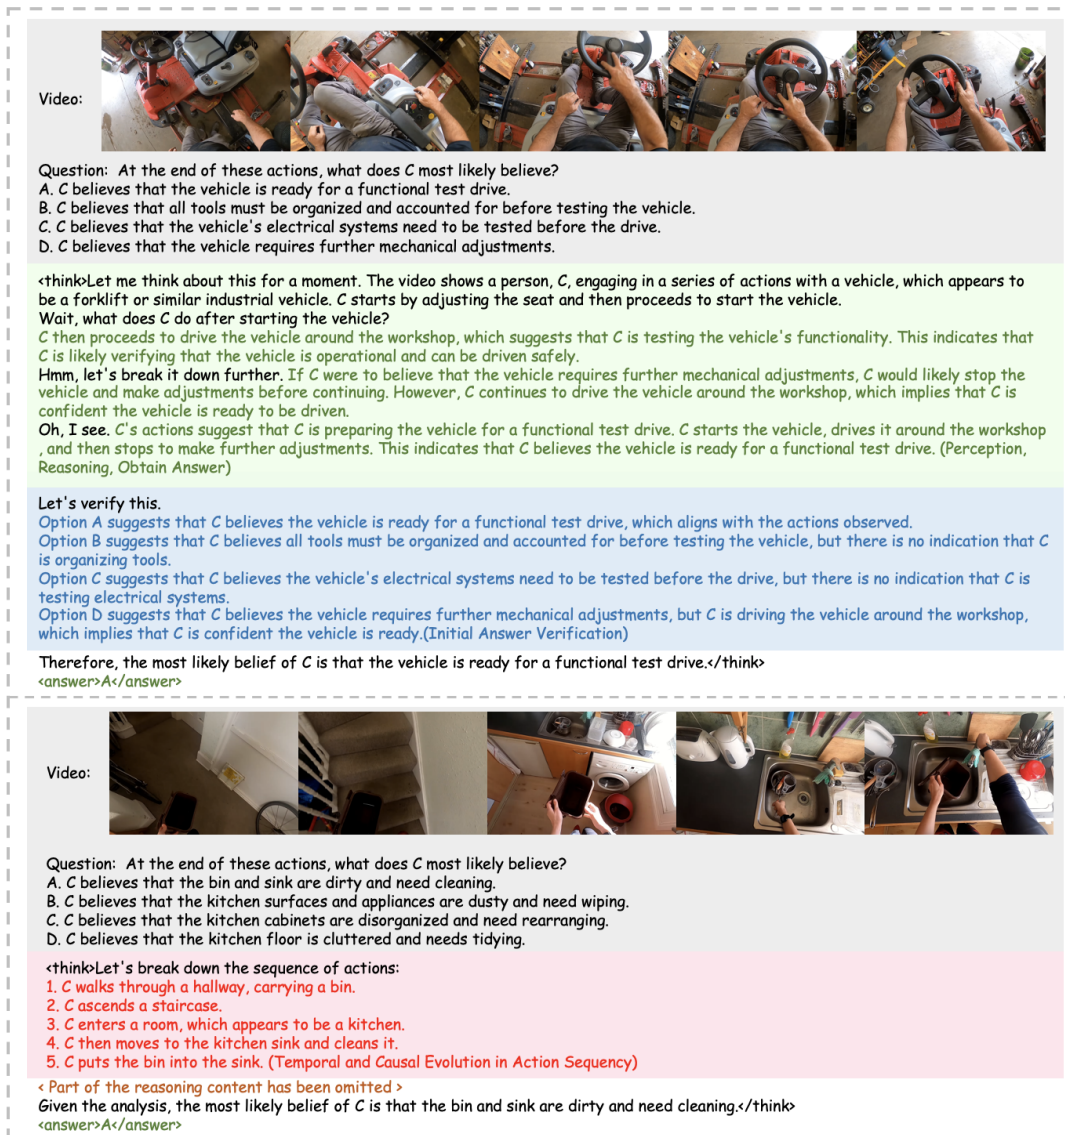 Video:
Question: At the end of these actions, what does C most likely believe?
A. C believes that the vehicle is ready for a functional test drive.
B. C believes that all tools must be organized and accounted for before testing the vehicle.
C. C believes that the vehicle's electrical systems need to be tested before the drive.
D. C believes that the vehicle requires further mechanical adjustments.
<think>Let me think about this for a moment. The video shows a person, C, engaging in a series of actions with a vehicle, which appears to
be a forklift or similar industrial vehicle. C starts by adjusting the seat and then proceeds to start the vehicle.
Wait, what does C do after starting the vehicle?
C then proceeds to drive the vehicle around the workshop, which suggests that C is testing the vehicle's functionality. This indicates that
C is likely verifying that the vehicle is operational and can be driven safely.
Hmm, let's break it down further. If C were to believe that the vehicle requires further mechanical adjustments, C would likely stop the
vehicle and make adjustments before continuing. However, C continues to drive the vehicle around the workshop, which implies that C is
confident the vehicle is ready to be driven.
Oh, I see. C's actions suggest that C is preparing the vehicle for a functional test drive. C starts the vehicle, drives it around the workshop
, and then stops to make further adjustments. This indicates that C believes the vehicle is ready for a functional test drive. (Perception,
Reasoning, Obtain Answer)
Let's verify this.
Option A suggests that C believes the vehicle is ready for a functional test drive, which aligns with the actions observed.
Option B suggests that C believes all tools must be organized and accounted for before testing the vehicle, but there is no indication that C
is organizing tools.
Option C suggests that C believes the vehicle's electrical systems need to be tested before the drive, but there is no indication that C is
testing electrical systems.
Option D suggests that C believes the vehicle requires further mechanical adjustments, but C is driving the vehicle around the workshop,
which implies that C is confident the vehicle is ready.(Initial Answer Verification)
Therefore, the most likely belief of C is that the vehicle is ready for a functional test drive.</think>
<answer>A</answer>
Video:
Question: At the end of these actions, what does C most likely believe?
A. C believes that the bin and sink are dirty and need cleaning.
B. C believes that the kitchen surfaces and appliances are dusty and need wiping.
C. C believes that the kitchen cabinets are disorganized and need rearranging.
D. C believes that the kitchen floor is cluttered and needs tidying.
<think>Let's break down the sequence of actions:
1. C walks through a hallway, carrying a bin.
2. C ascends a staircase.
3. C enters a room, which appears to be a kitchen.
4. C then moves to the kitchen sink and cleans it.
5. C puts the bin into the sink. (Temporal and Causal Evolution in Action Sequency)
< Part of the reasoning content has been omitted >
Given the analysis, the most likely belief of C is that the bin and sink are dirty and need cleaning.</think>
<answer>A</answer>